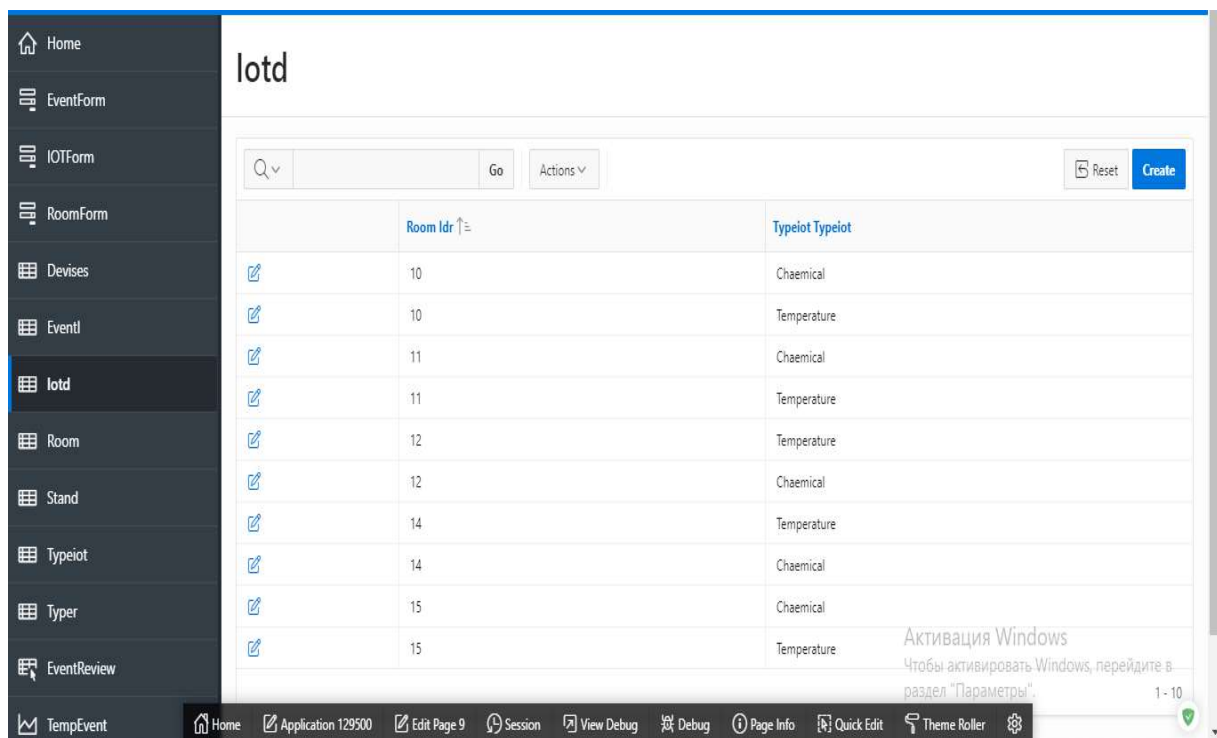 Home
EventForm
IOTForm
RoomForm
Devises
Eventl
Iotd
Room
Stand
Typeiot
Typer
EventReview
TempEvent
Iotd
Go Actions Reset Create
Room Idr Typeiot Typeiot
10 Chaemical
10 Temperature
11 Chaemical
11 Temperature
12 Temperature
12 Chaemical
14 Temperature
14 Chaemical
15 Chaemical
15 Temperature
Активация Windows
Чтобы активировать Windows, перейдите в
раздел "Параметры".
1 - 10
Home Application 129500 Edit Page 9 Session View Debug Debug Page Info Quick Edit Theme Roller